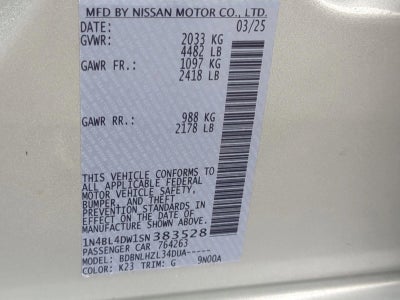 MFD BY NISSAN MOTOR CO., LTD.
DATE: 03/25
GVWR: 2033 KG
4482 LB
GAWR FR.: 1097 KG
2418 LB
GAWR RR.: 988 KG
2178 LB
THIS VEHICLE CONFORMS TO
ALL APPLICABLE FEDERAL
MOTOR VEHICLE SAFETY,
BUMPER, AND THEFT
PREVENTION STANDARDS IN
EFFECT ON THE DATE OF
MANUFACTURE SHOWN ABOVE.
1N4BL4DW1SN383528
PASSENGER CAR 764263
MODEL: BDBNLHZL34DUA-----
COLOR: K23 TRIM: G 9N00A